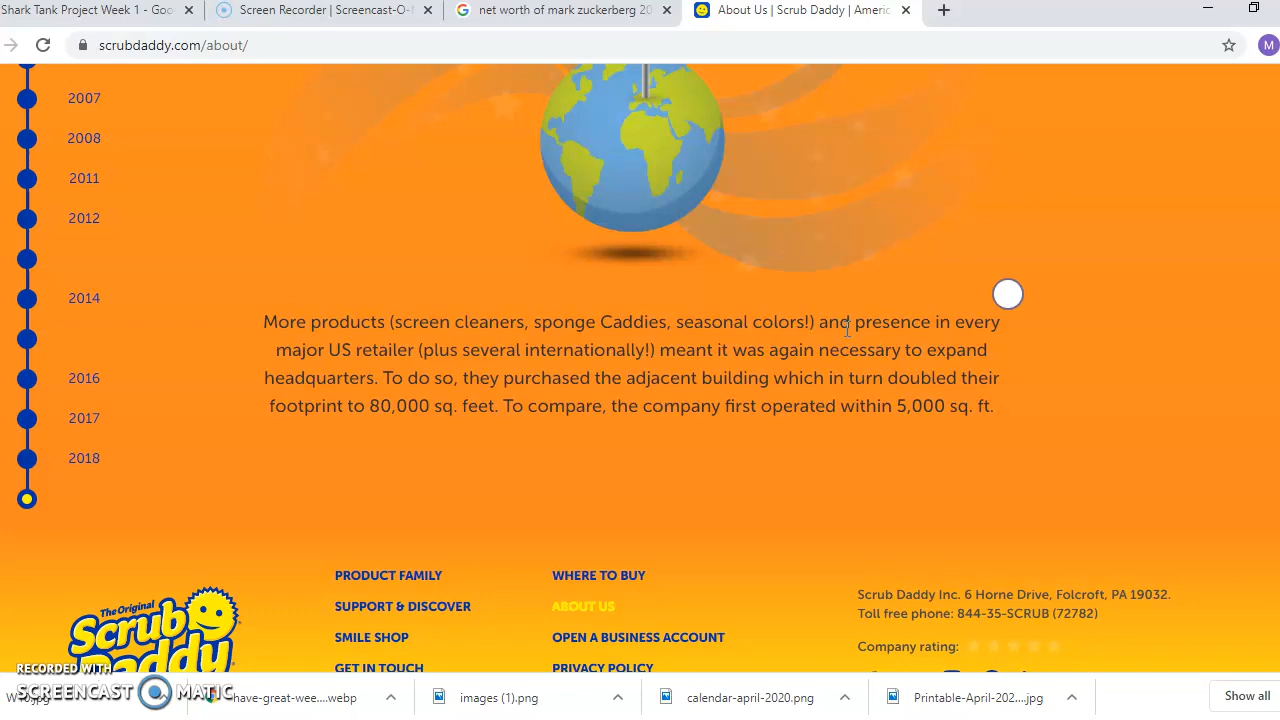 Shark Tank Project Week 1 - Goo
Screen Recorder | Screencast-O-
net worth of mark zuckerberg 20
About Us | Scrub Daddy | Americ
scrubdaddy.com/about/
M
2007
2008
2011
2012
2014
2016
2017
2018
More products (screen cleaners, sponge Caddies, seasonal colors!) and presence in every
major US retailer (plus several internationally!) meant it was again necessary to expand
headquarters. To do so, they purchased the adjacent building which in turn doubled their
footprint to 80,000 sq. feet. To compare, the company first operated within 5,000 sq. ft.
The Original
Scrub
Daddy
PRODUCT FAMILY
SUPPORT & DISCOVER
SMILE SHOP
GET IN TOUCH
WHERE TO BUY
ABOUT US
OPEN A BUSINESS ACCOUNT
PRIVACY POLICY
Scrub Daddy Inc. 6 Horne Drive, Folcroft, PA 19032.
Toll free phone: 844-35-SCRUB (72782)
Company rating:
RECORDED WITH
SCREENCAST MATIC
have-great-wee....webp
images (1).png
calendar-april-2020.png
Printable-April-202....jpg
Show all